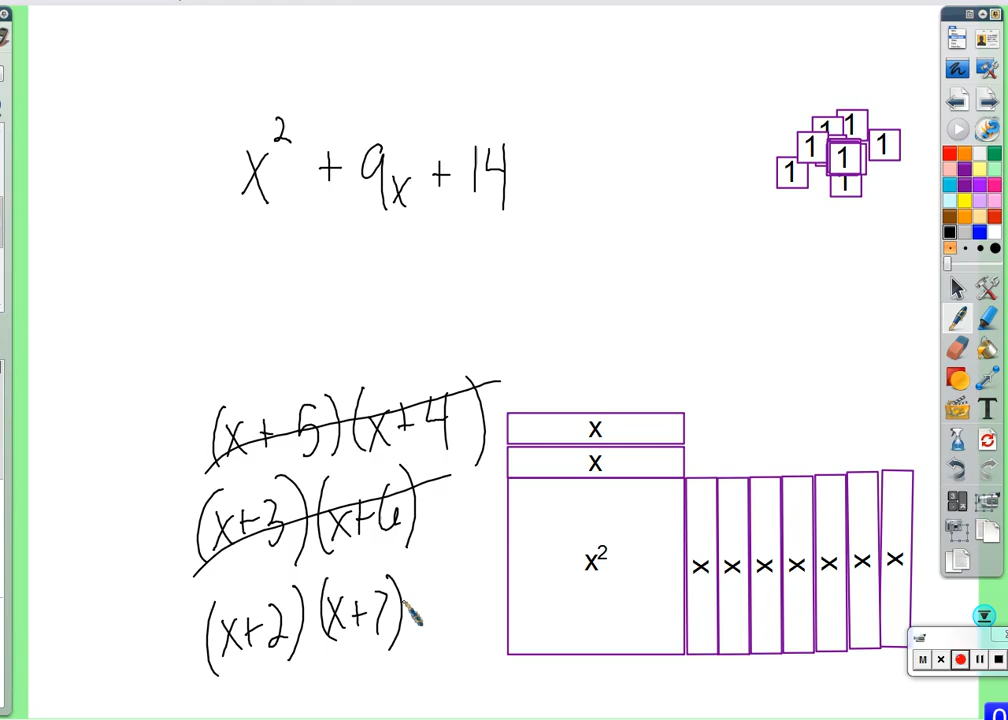 x² + 9x + 14
1 1 1 1 1 1 1
(x + 5)(x + 4)
x
(x + 3)(x + 6)
x
x²
x x x x x x x
(x + 2)(x + 7)
T
M